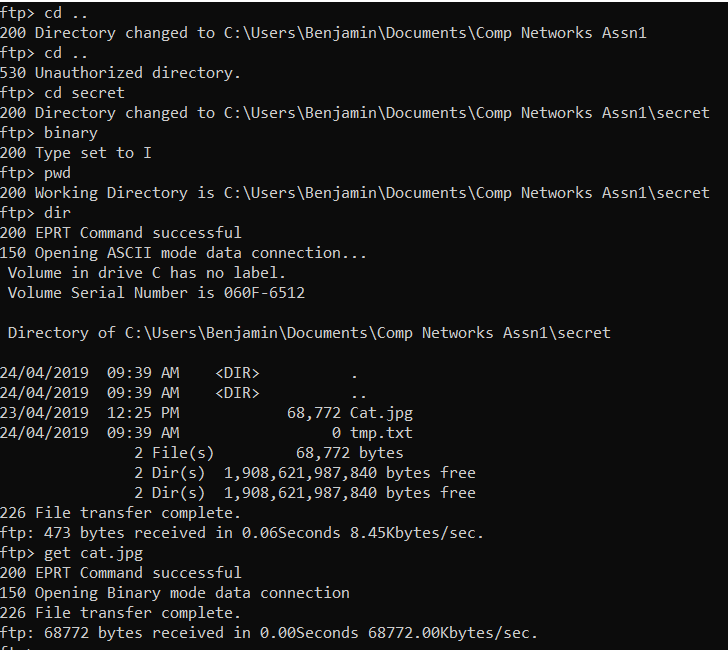 ftp> cd ..
200 Directory changed to C:\Users\Benjamin\Documents\Comp Networks Assn1
ftp> cd ..
530 Unauthorized directory.
ftp> cd secret
200 Directory changed to C:\Users\Benjamin\Documents\Comp Networks Assn1\secret
ftp> binary
200 Type set to I
ftp> pwd
200 Working Directory is C:\Users\Benjamin\Documents\Comp Networks Assn1\secret
ftp> dir
200 EPRT Command successful
150 Opening ASCII mode data connection...
 Volume in drive C has no label.
 Volume Serial Number is 060F-6512

 Directory of C:\Users\Benjamin\Documents\Comp Networks Assn1\secret

24/04/2019  09:39 AM    <DIR>          .
24/04/2019  09:39 AM    <DIR>          ..
23/04/2019  12:25 PM            68,772 Cat.jpg
24/04/2019  09:39 AM                 0 tmp.txt
               2 File(s)         68,772 bytes
               2 Dir(s)  1,908,621,987,840 bytes free
               2 Dir(s)  1,908,621,987,840 bytes free
226 File transfer complete.
ftp: 473 bytes received in 0.06Seconds 8.45Kbytes/sec.
ftp> get cat.jpg
200 EPRT Command successful
150 Opening Binary mode data connection
226 File transfer complete.
ftp: 68772 bytes received in 0.00Seconds 68772.00Kbytes/sec.